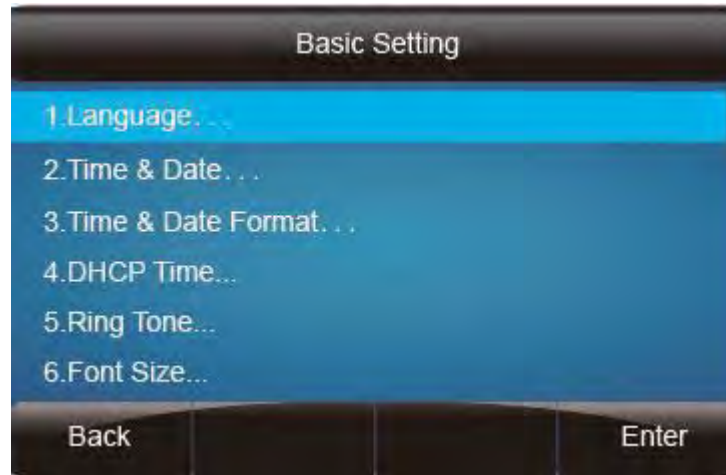 Basic Setting
1.Language. . .
2.Time & Date. . .
3.Time & Date Format. . .
4.DHCP Time...
5.Ring Tone...
6.Font Size...
Back Enter